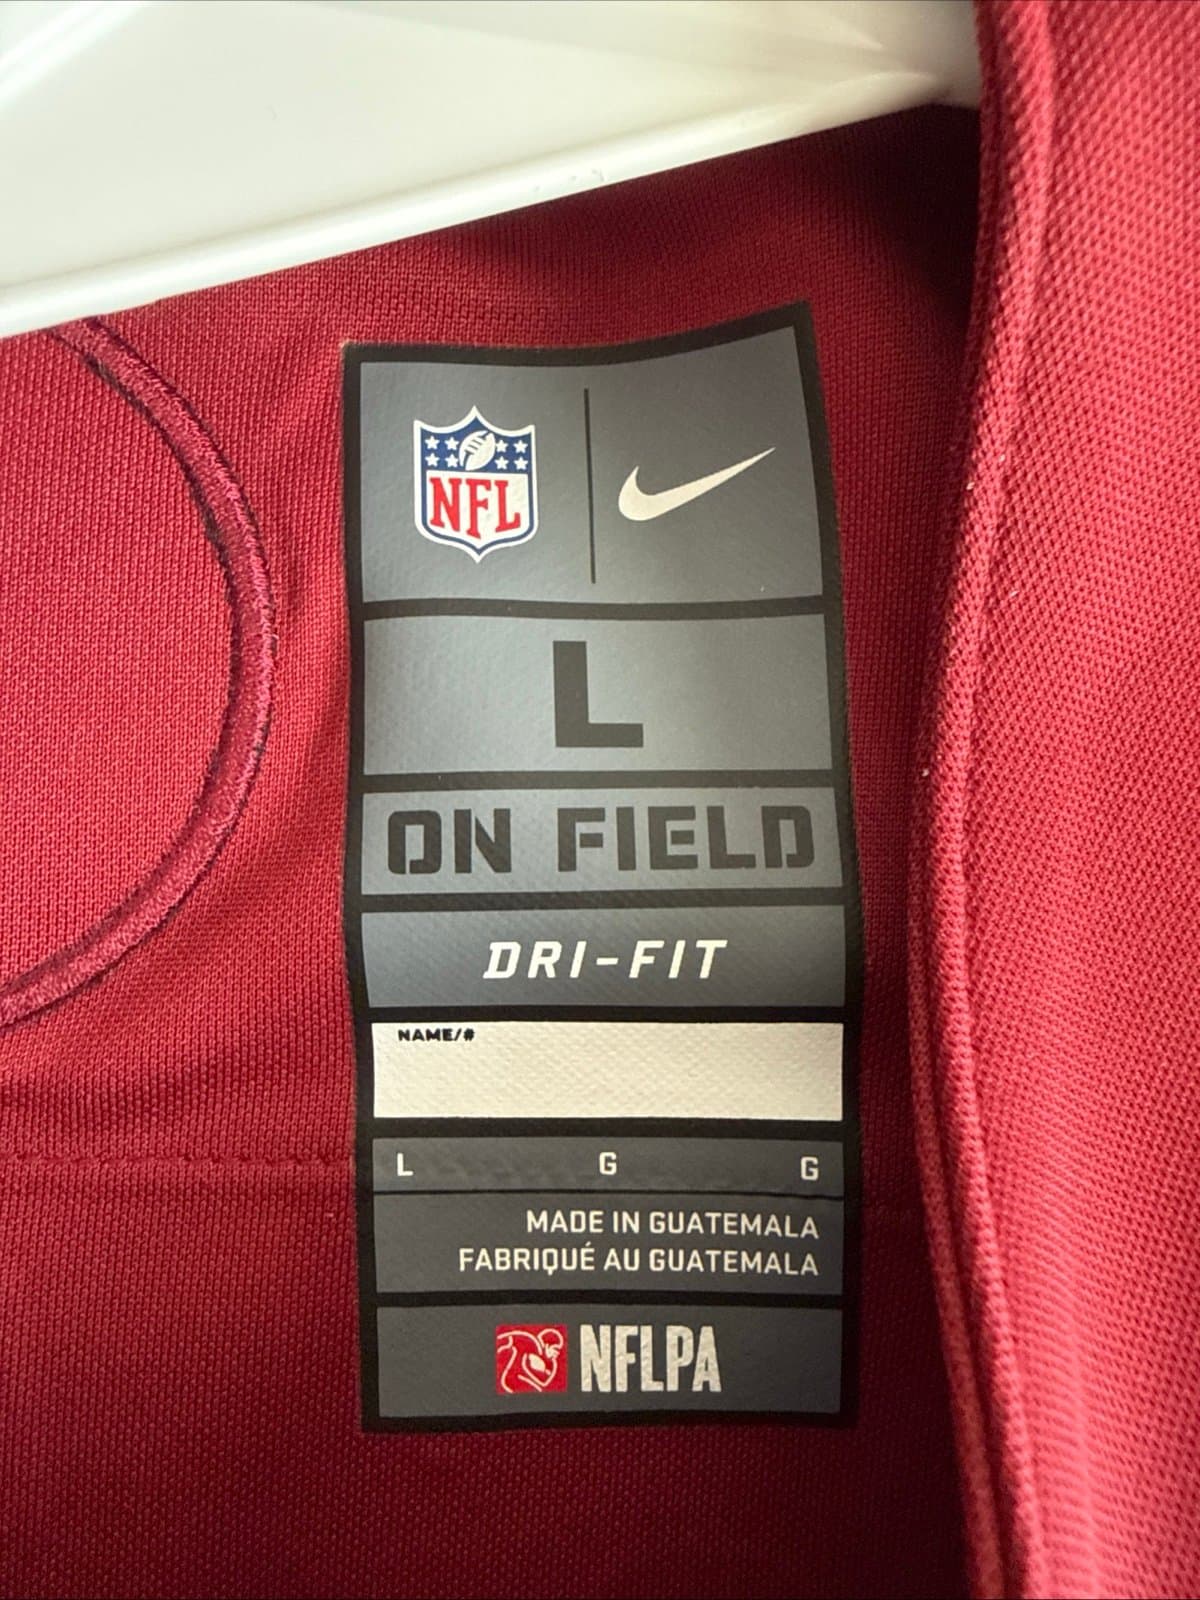 NFL
L
ON FIELD
DRI-FIT
NAME/#
L G G
MADE IN GUATEMALA
FABRIQUÉ AU GUATEMALA
NFLPA